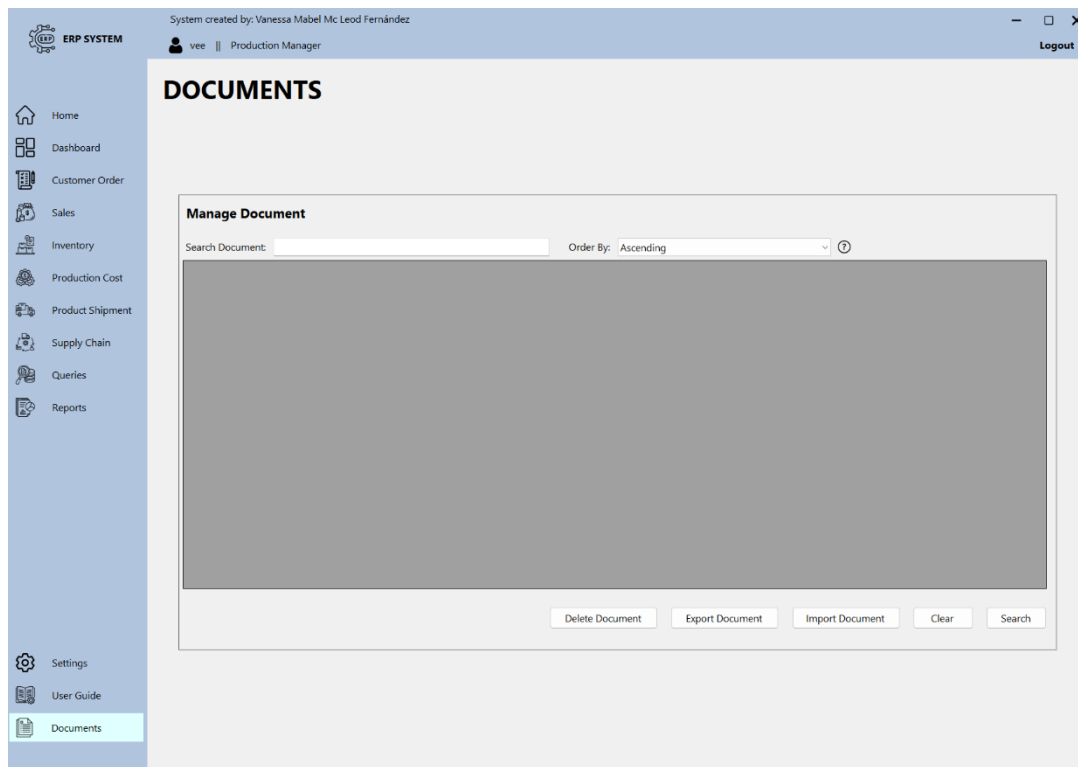 System created by: Vanessa Mabel Mc Leod Fernández
ERP
ERP SYSTEM
vee || Production Manager
Logout
DOCUMENTS
Home
Dashboard
Customer Order
Sales
Inventory
Production Cost
Product Shipment
Supply Chain
Queries
Reports
Settings
User Guide
Documents
Manage Document
Search Document: Order By: Ascending ?
Delete Document Export Document Import Document Clear Search